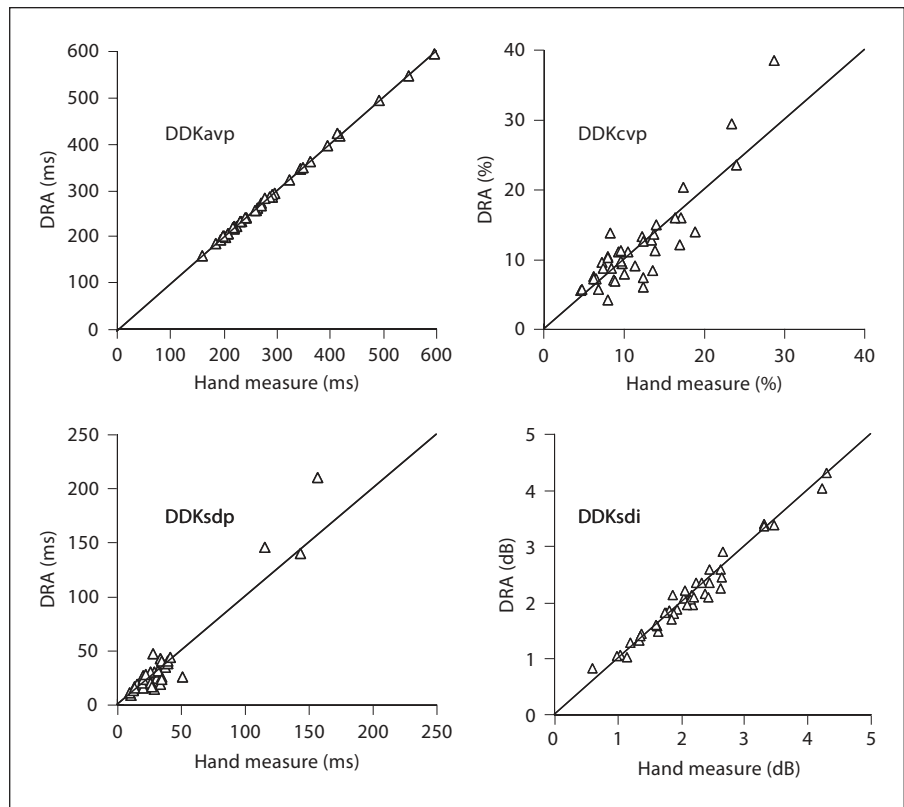 600
500
400
300
200
100
0
DRA (ms)
DDKavp
0 100 200 300 400 500 600
Hand measure (ms)
40
30
20
10
0
DRA (%)
DDKcvp
0 10 20 30 40
Hand measure (%)
250
200
150
100
50
0
DRA (ms)
DDKsdp
0 50 100 150 200 250
Hand measure (ms)
5
4
3
2
1
0
DRA (dB)
DDKsdi
0 1 2 3 4 5
Hand measure (dB)